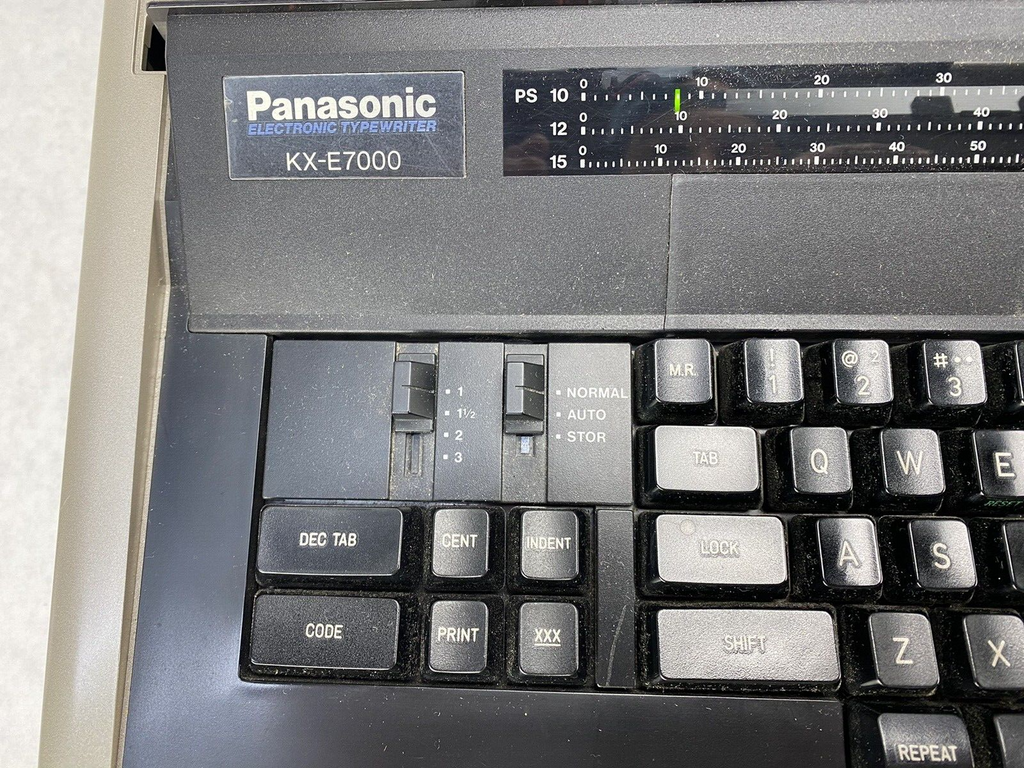 Panasonic
ELECTRONIC TYPEWRITER
KX-E7000
PS 10 0 10 20 30
12 0 10 20 30 40
15 0 10 20 30 40 50
1
1½
2
3
NORMAL
AUTO
STOR
M.R. ! 1 @ 2 2 # 3
TAB Q W E
DEC TAB CENT INDENT LOCK A S
CODE PRINT XXX SHIFT Z X
REPEAT